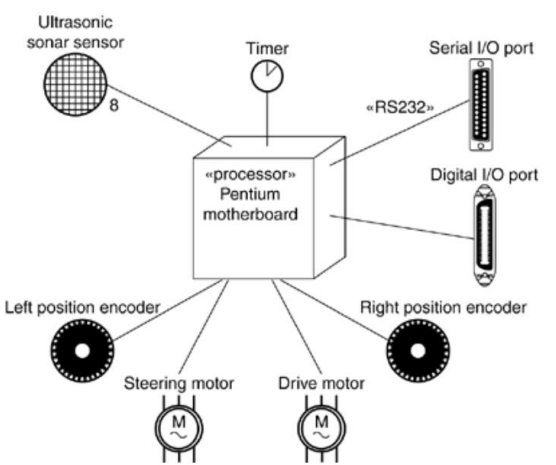 Ultrasonic
sonar sensor
8
Timer
Serial I/O port
«RS232»
«processor»
Pentium
motherboard
Digital I/O port
Left position encoder
Right position encoder
Steering motor
Drive motor
M
M